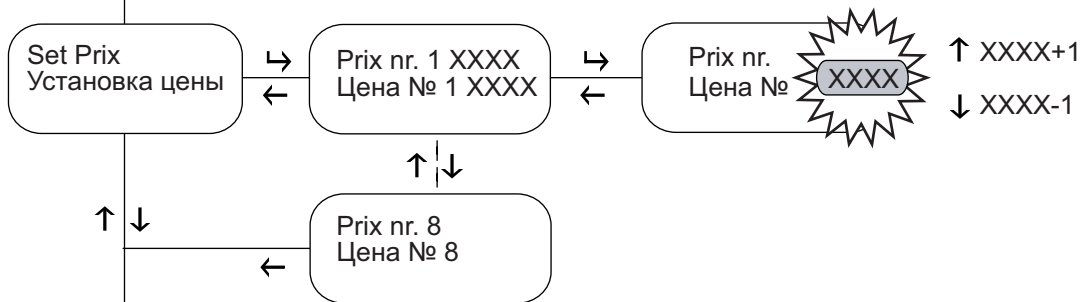 Set Prix
Установка цены
Prix nr. 1 XXXX
Цена № 1 XXXX
Prix nr.
Цена № XXXX
↑ XXXX+1
↓ XXXX-1
Prix nr. 8
Цена № 8